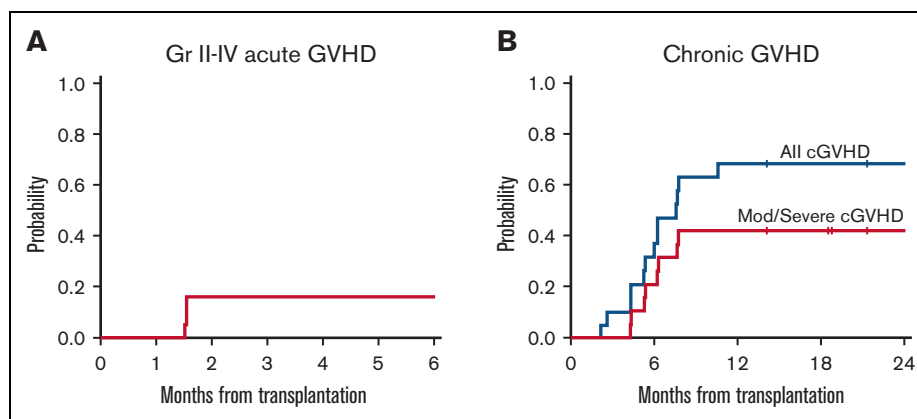 A
Gr II-IV acute GVHD
1.0
0.8
0.6
0.4
0.2
0.0
Probability
0 1 2 3 4 5 6
Months from transplantation
B
Chronic GVHD
1.0
0.8
0.6
0.4
0.2
0.0
Probability
All cGVHD
Mod/Severe cGVHD
0 6 12 18 24
Months from transplantation